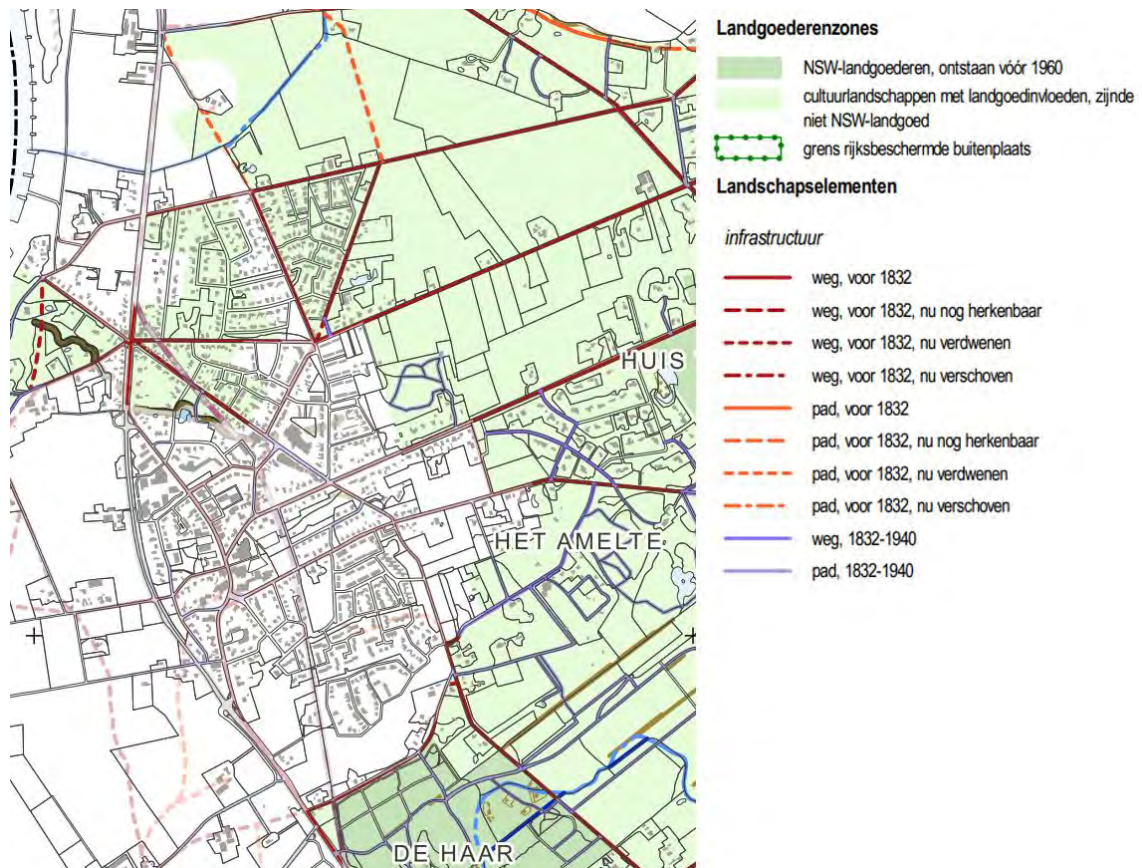 Landgoederenzones
NSW-landgoederen, ontstaan vóór 1960
cultuurlandschappen met landgoedinvloeden, zijnde
niet NSW-landgoed
grens rijksbeschermde buitenplaats
Landschapselementen
infrastructuur
weg, voor 1832
weg, voor 1832, nu nog herkenbaar
weg, voor 1832, nu verdwenen
weg, voor 1832, nu verschoven
pad, voor 1832
pad, voor 1832, nu nog herkenbaar
pad, voor 1832, nu verdwenen
pad, voor 1832, nu verschoven
weg, 1832-1940
pad, 1832-1940
HUIS
HET AMELTE
DE HAAR